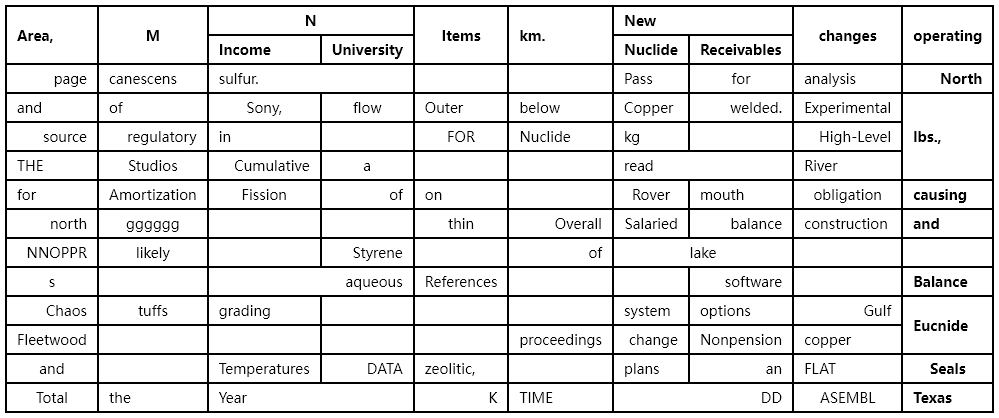 Area, M N Items km. New changes operating
Income University Nuclide Receivables
page canescens sulfur. Pass for analysis North
and of Sony, flow Outer below Copper welded. Experimental lbs.,
source regulatory in FOR Nuclide kg High-Level
THE Studios Cumulative a read River
for Amortization Fission of on Rover mouth obligation causing
north gggggg thin Overall Salaried balance construction and
NNOPPR likely Styrene of lake
s aqueous References software Balance
Chaos tuffs grading system options Gulf Eucnide
Fleetwood proceedings change Nonpension copper
and Temperatures DATA zeolitic, plans an FLAT Seals
Total the Year K TIME DD ASEMBL Texas